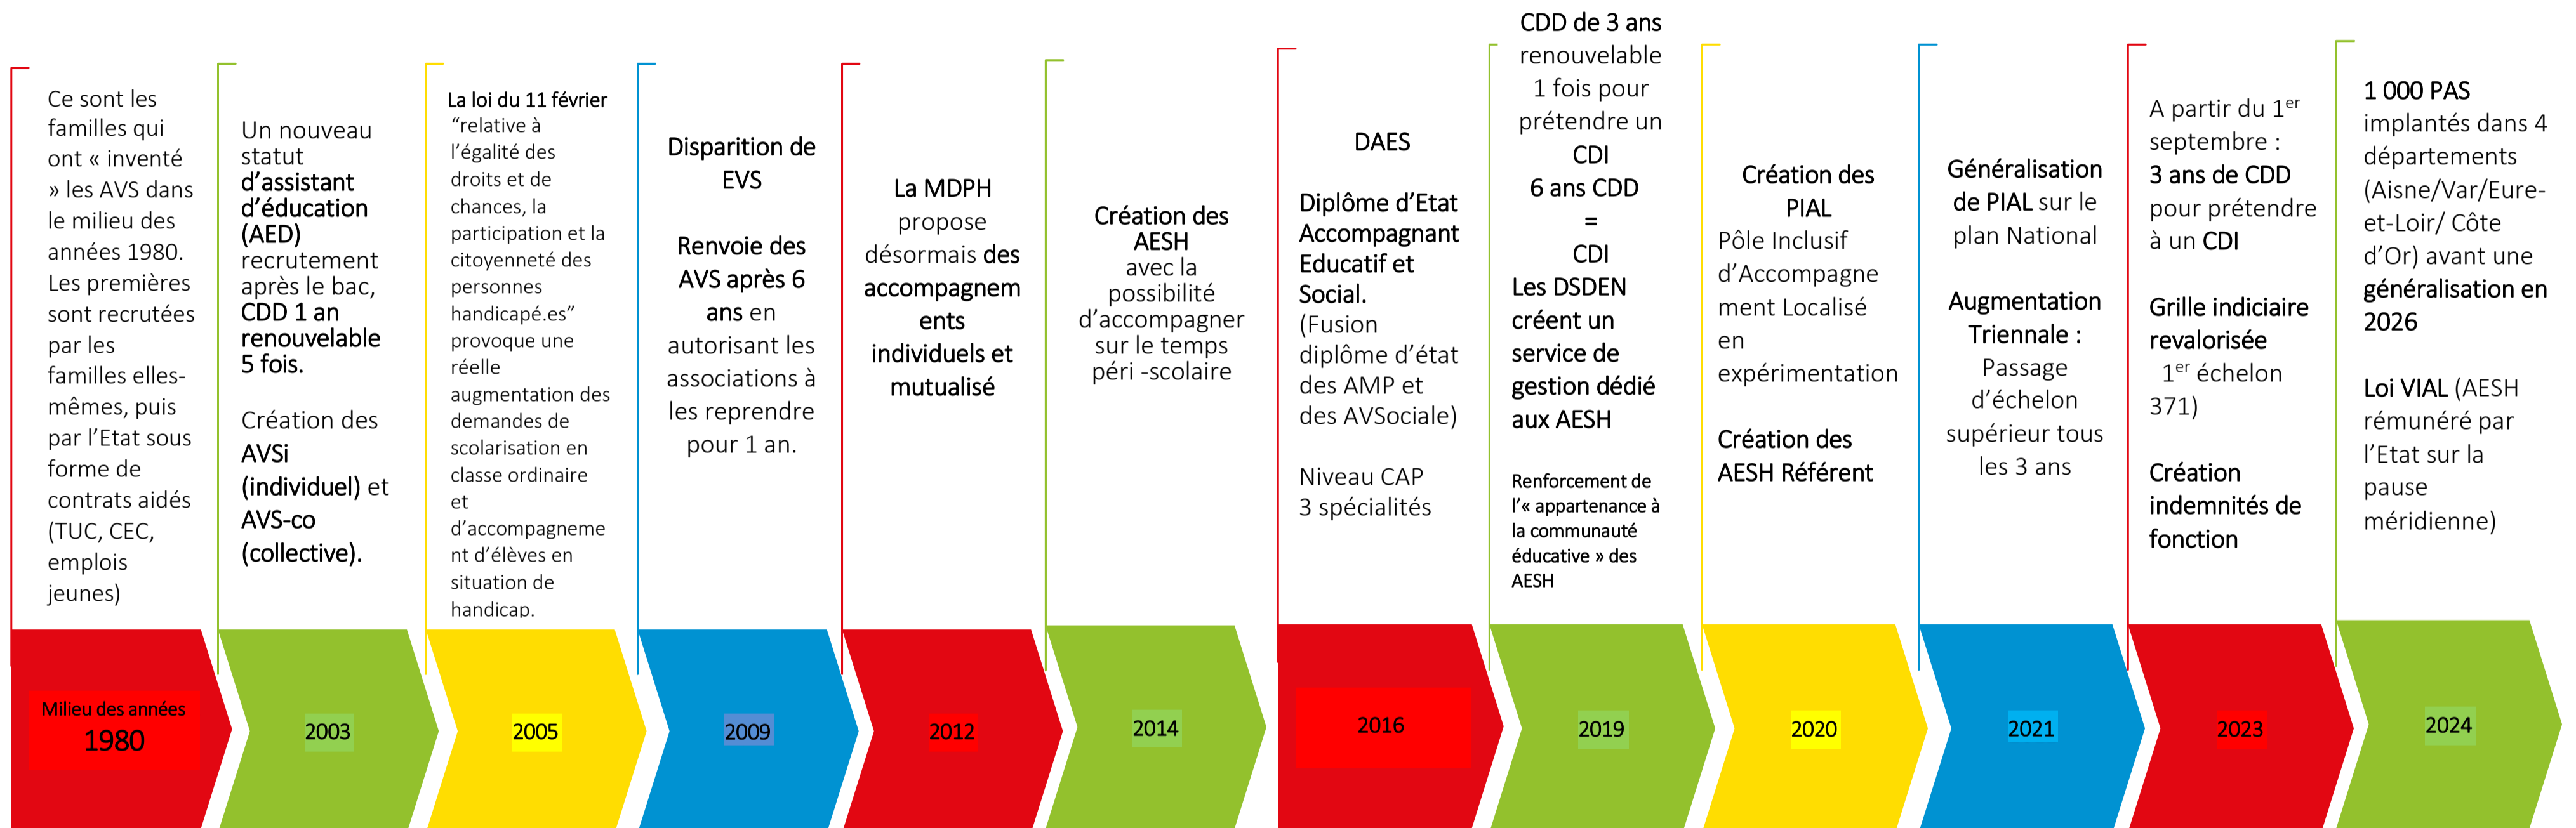 Ce sont les
familles qui
ont « inventé
» les AVS dans
le milieu des
années 1980.
Les premières
sont recrutées
par les
familles elles-
mêmes, puis
par l’Etat sous
forme de
contrats aidés
(TUC, CEC,
emplois
jeunes)
Milieu des années
1980
Un nouveau
statut
d’assistant
d’éducation
(AED)
recrutement
après le bac,
CDD 1 an
renouvelable
5 fois.
Création des
AVSi
(individuel) et
AVS-co
(collective).
2003
La loi du 11 février
“relative à
l’égalité des
droits et de
chances, la
participation et la
citoyenneté des
personnes
handicapé.es”
provoque une
réelle
augmentation des
demandes de
scolarisation en
classe ordinaire
et
d’accompagneme
nt d’élèves en
situation de
handicap.
2005
Disparition de
EVS
Renvoie des
AVS après 6
ans en
autorisant les
associations à
les reprendre
pour 1 an.
2009
La MDPH
propose
désormais des
accompagnem
ents
individuels et
mutualisé
2012
Création des
AESH
avec la
possibilité
d’accompagner
sur le temps
péri -scolaire
2014
DAES
Diplôme d’Etat
Accompagnant
Educatif et
Social.
(Fusion
diplôme d’état
des AMP et
des AVSociale)
Niveau CAP
3 spécialités
2016
CDD de 3 ans
renouvelable
1 fois pour
prétendre un
CDI
6 ans CDD
=
CDI
Les DSDEN
créent un
service de
gestion dédié
aux AESH
Renforcement de
l’« appartenance à
la communauté
éducative » des
AESH
2019
Création des
PIAL
Pôle Inclusif
d’Accompagne
ment Localisé
en
expérimentation
Création des
AESH Référent
2020
Généralisation
de PIAL sur le
plan National
Augmentation
Triennale :
Passage
d’échelon
supérieur tous
les 3 ans
2021
A partir du 1er
septembre :
3 ans de CDD
pour prétendre
à un CDI
Grille indiciaire
revalorisée
1er échelon
371)
Création
indemnités de
fonction
2023
1 000 PAS
implantés dans 4
départements
(Aisne/Var/Eure-
et-Loir/ Côte
d’Or) avant une
généralisation en
2026
Loi VIAL (AESH
rémunéré par
l’Etat sur la
pause
méridienne)
2024